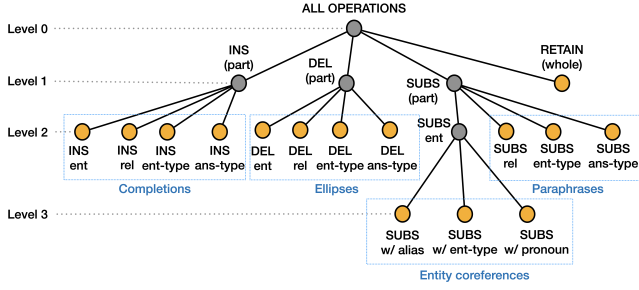 ALL OPERATIONS
Level 0
INS
(part)
DEL
(part)
SUBS
(part)
RETAIN
(whole)
Level 1
Level 2
SUBS
ent
INS
ent
INS
rel
INS
ent-type
INS
ans-type
DEL
ent
DEL
rel
DEL
ent-type
DEL
ans-type
SUBS
rel
SUBS
ent-type
SUBS
ans-type
Completions
Ellipses
Paraphrases
Level 3
SUBS
w/ alias
SUBS
w/ ent-type
SUBS
w/ pronoun
Entity coreferences